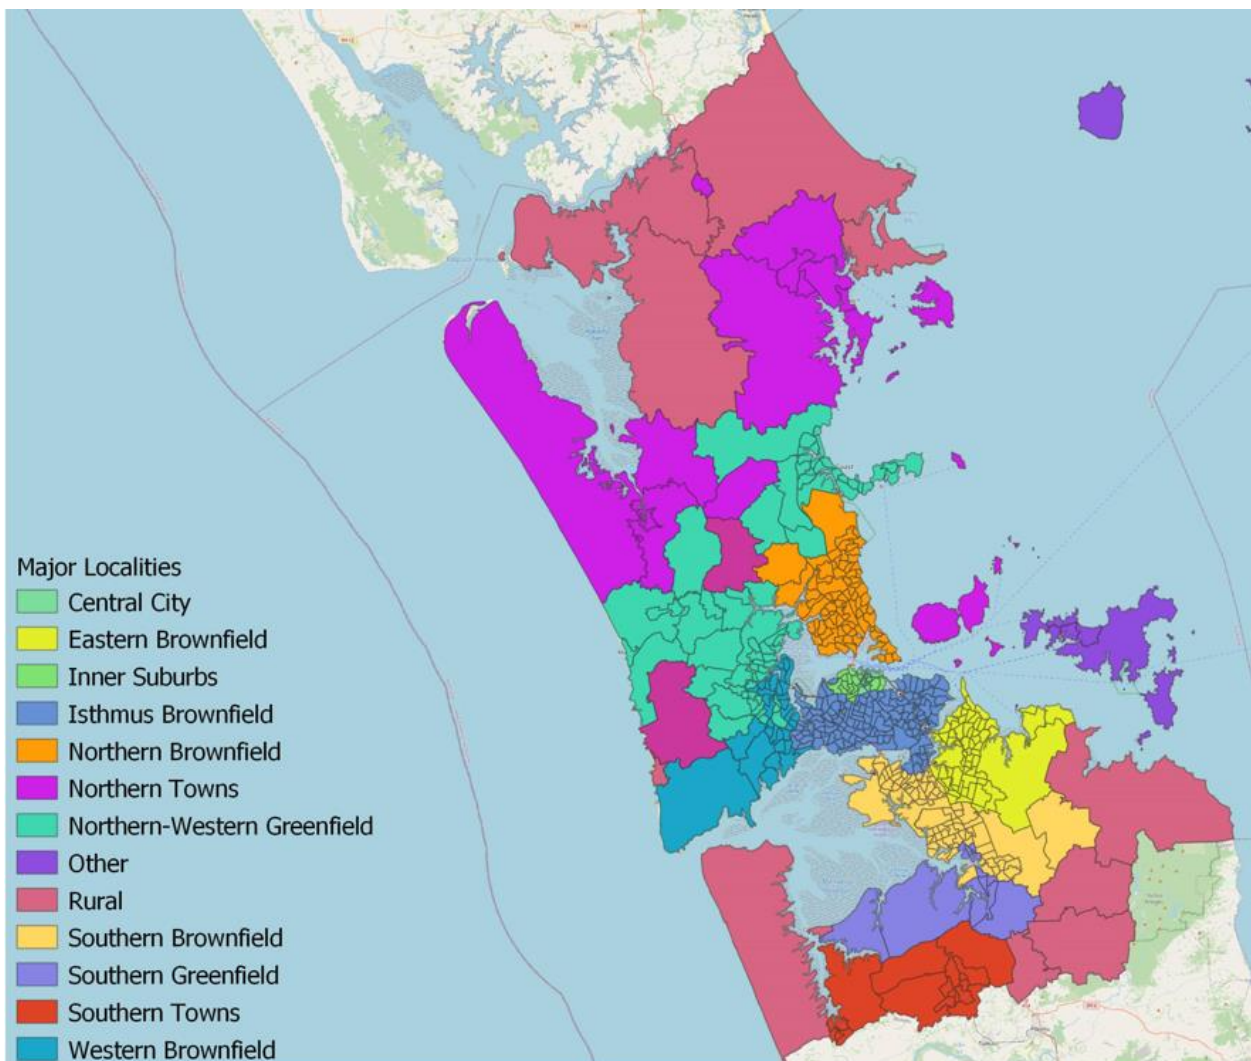 Major Localities
Central City
Eastern Brownfield
Inner Suburbs
Isthmus Brownfield
Northern Brownfield
Northern Towns
Northern-Western Greenfield
Other
Rural
Southern Brownfield
Southern Greenfield
Southern Towns
Western Brownfield